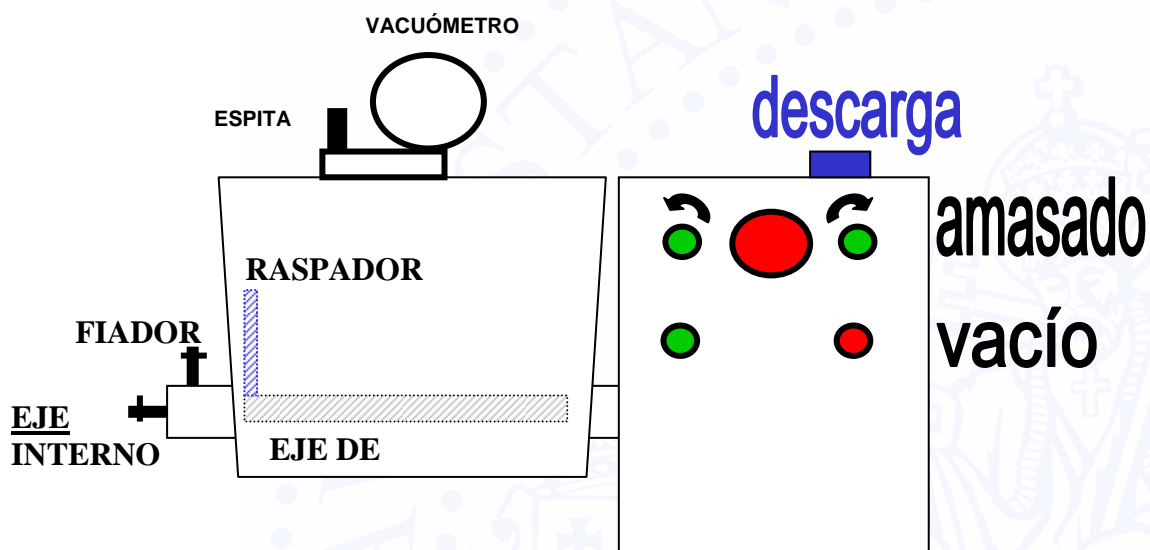 VACUÓMETRO
ESPITA
descarga
amasado
RASPADOR
FIADOR
vacío
EJE
INTERNO
EJE DE